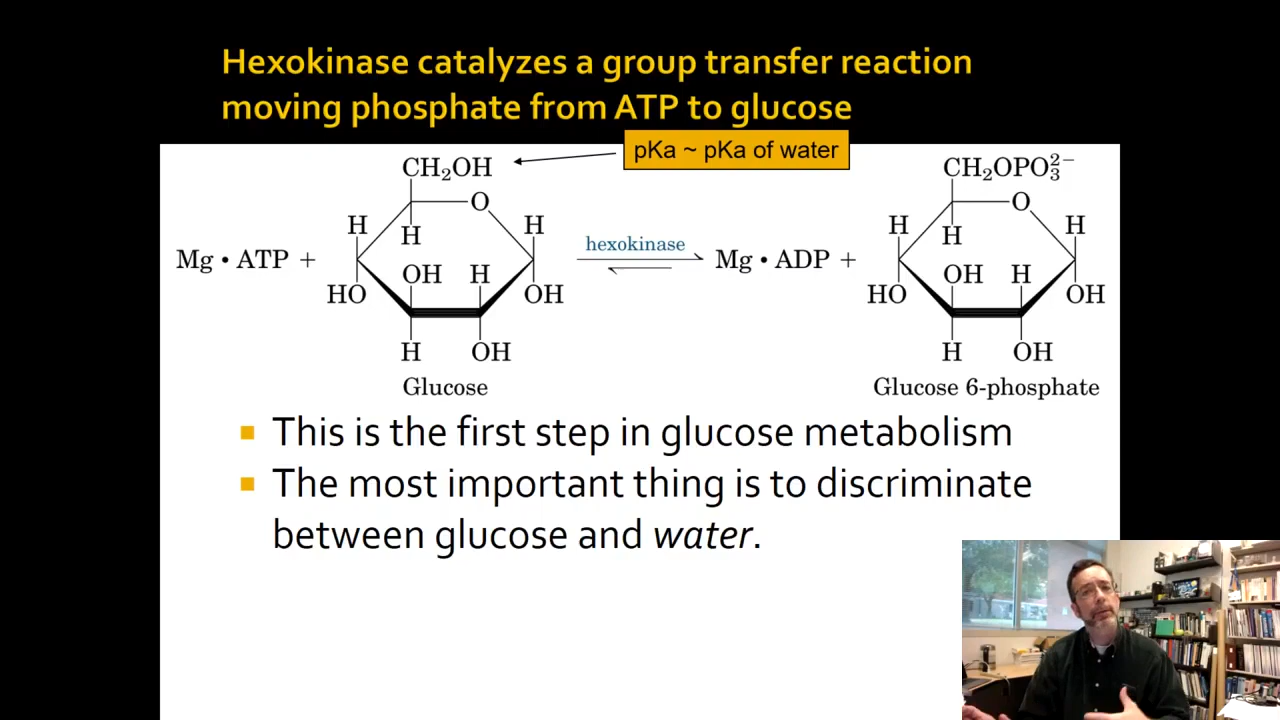 Hexokinase catalyzes a group transfer reaction
moving phosphate from ATP to glucose
pKa ~ pKa of water
CH₂OH
O
H
H
H
Mg • ATP +
OH
H
HO
OH
H
OH
Glucose
hexokinase
Mg • ADP +
CH₂OPO₃²⁻
O
H
H
H
OH
H
HO
OH
H
OH
Glucose 6-phosphate
This is the first step in glucose metabolism
The most important thing is to discriminate
between glucose and water.